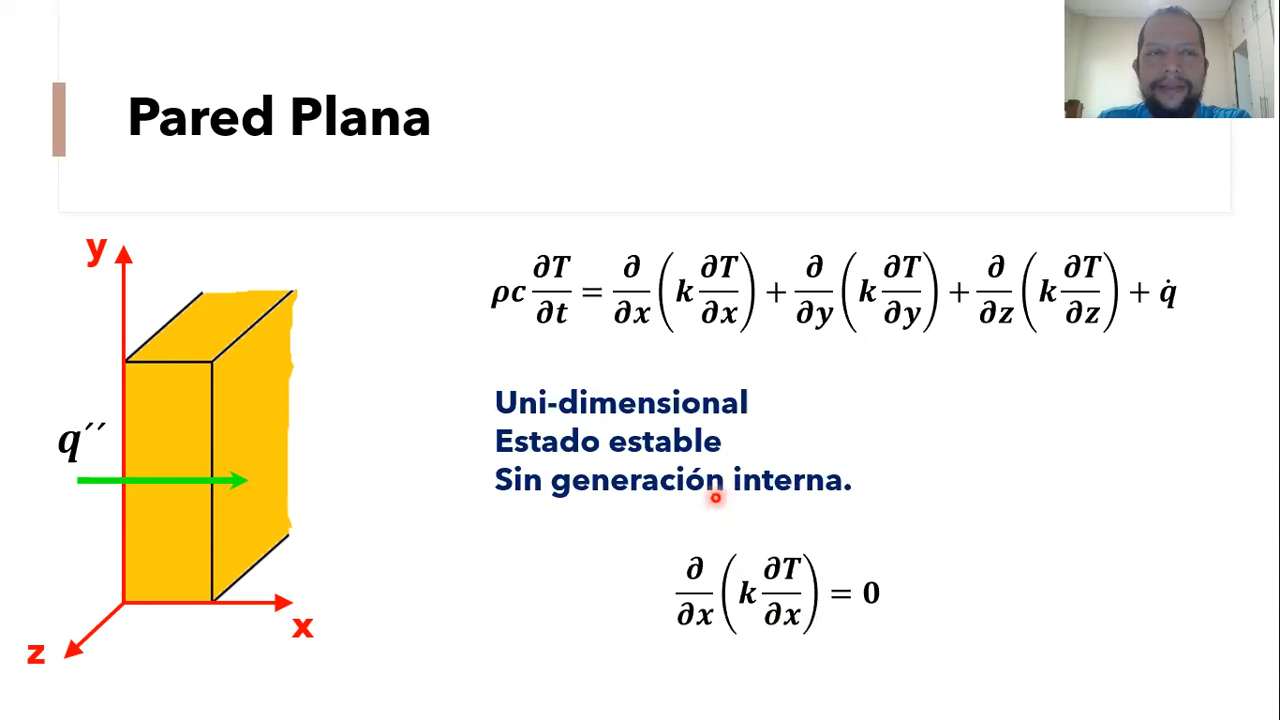 Pared Plana
y
q´´
x
z
ρc ∂T/∂t = ∂/∂x (k ∂T/∂x) + ∂/∂y (k ∂T/∂y) + ∂/∂z (k ∂T/∂z) + q̇
Uni-dimensional
Estado estable
Sin generación interna.
∂/∂x (k ∂T/∂x) = 0